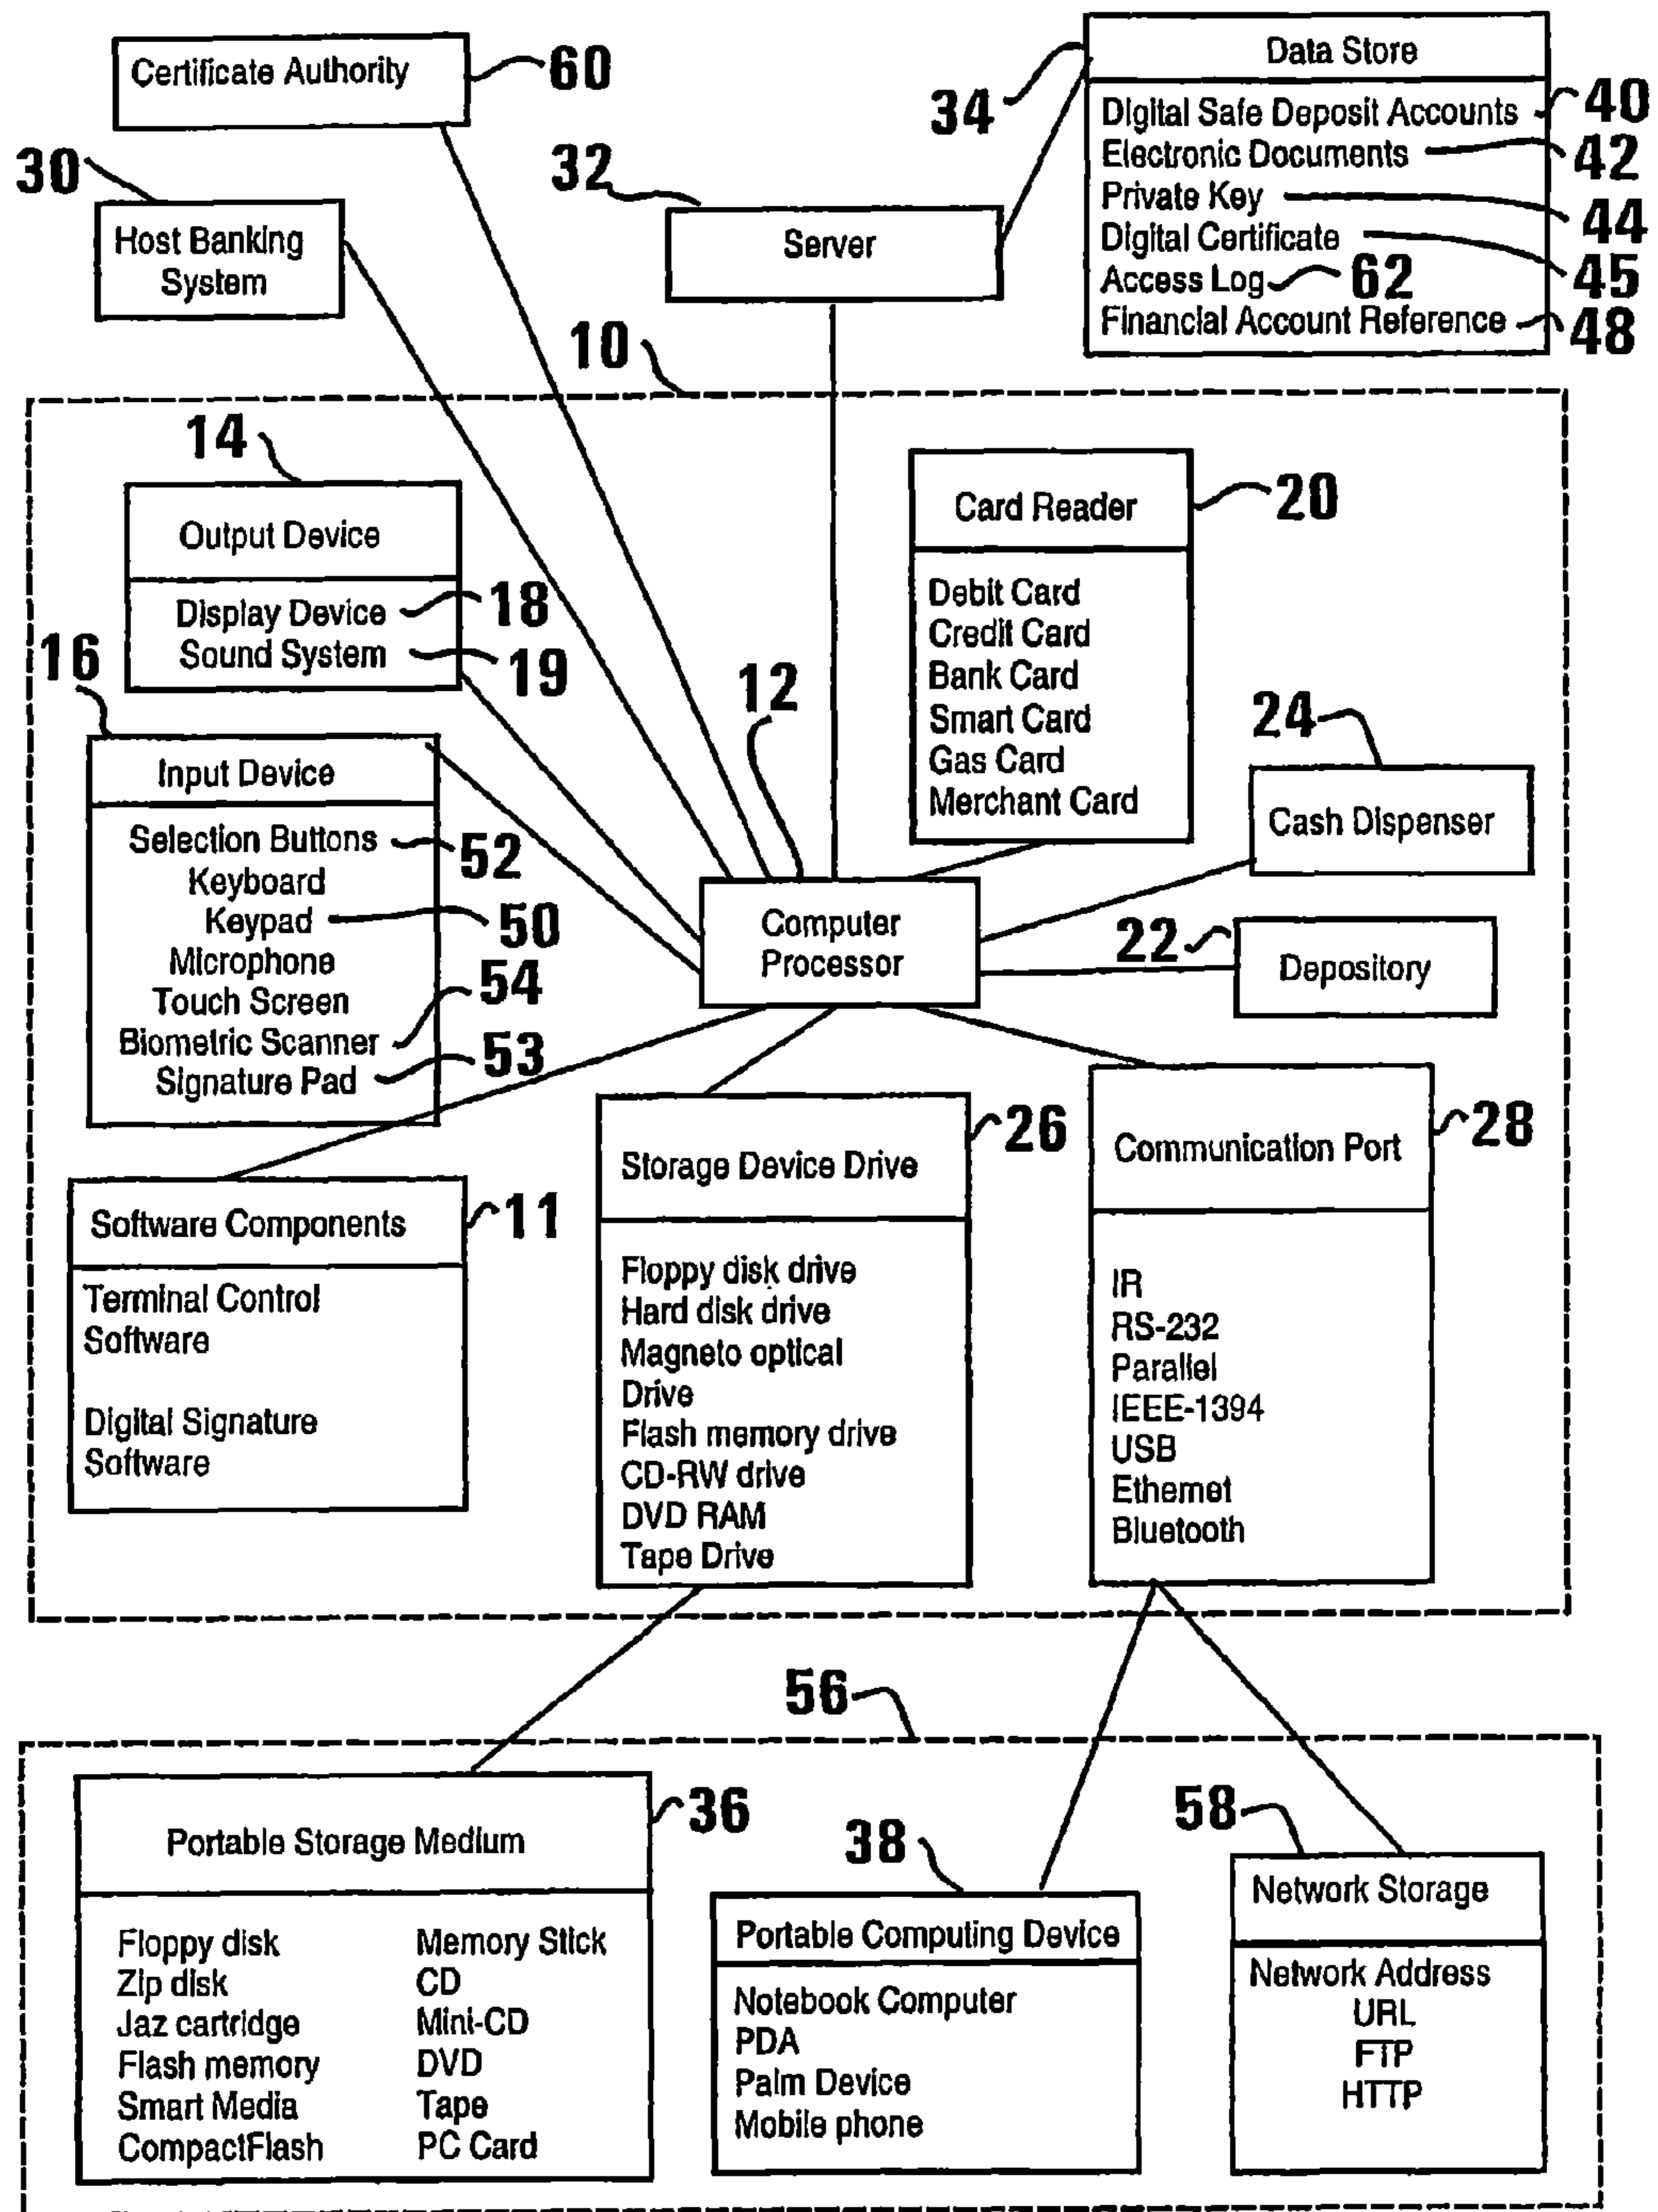 Certificate Authority
60
34
Data Store
Digital Safe Deposit Accounts
40
Electronic Documents
42
Private Key
44
Digital Certificate
45
Access Log
62
Financial Account Reference
48
30
Host Banking
System
32
Server
10
14
Output Device
Display Device
18
Sound System
19
16
Input Device
Selection Buttons
52
Keyboard
Keypad
50
Microphone
Touch Screen
54
Biometric Scanner
Signature Pad
53
Card Reader
20
Debit Card
Credit Card
Bank Card
Smart Card
Gas Card
Merchant Card
12
Computer
Processor
24
Cash Dispenser
22
Depository
Software Components
11
Terminal Control
Software
Digital Signature
Software
Storage Device Drive
26
Floppy disk drive
Hard disk drive
Magneto optical
Drive
Flash memory drive
CD-RW drive
DVD RAM
Tape Drive
Communication Port
28
IR
RS-232
Parallel
IEEE-1394
USB
Ethernet
Bluetooth
56
Portable Storage Medium
36
Floppy disk
Zip disk
Jaz cartridge
Flash memory
Smart Media
CompactFlash
Memory Stick
CD
Mini-CD
DVD
Tape
PC Card
38
Portable Computing Device
Notebook Computer
PDA
Palm Device
Mobile phone
58
Network Storage
Network Address
URL
FTP
HTTP